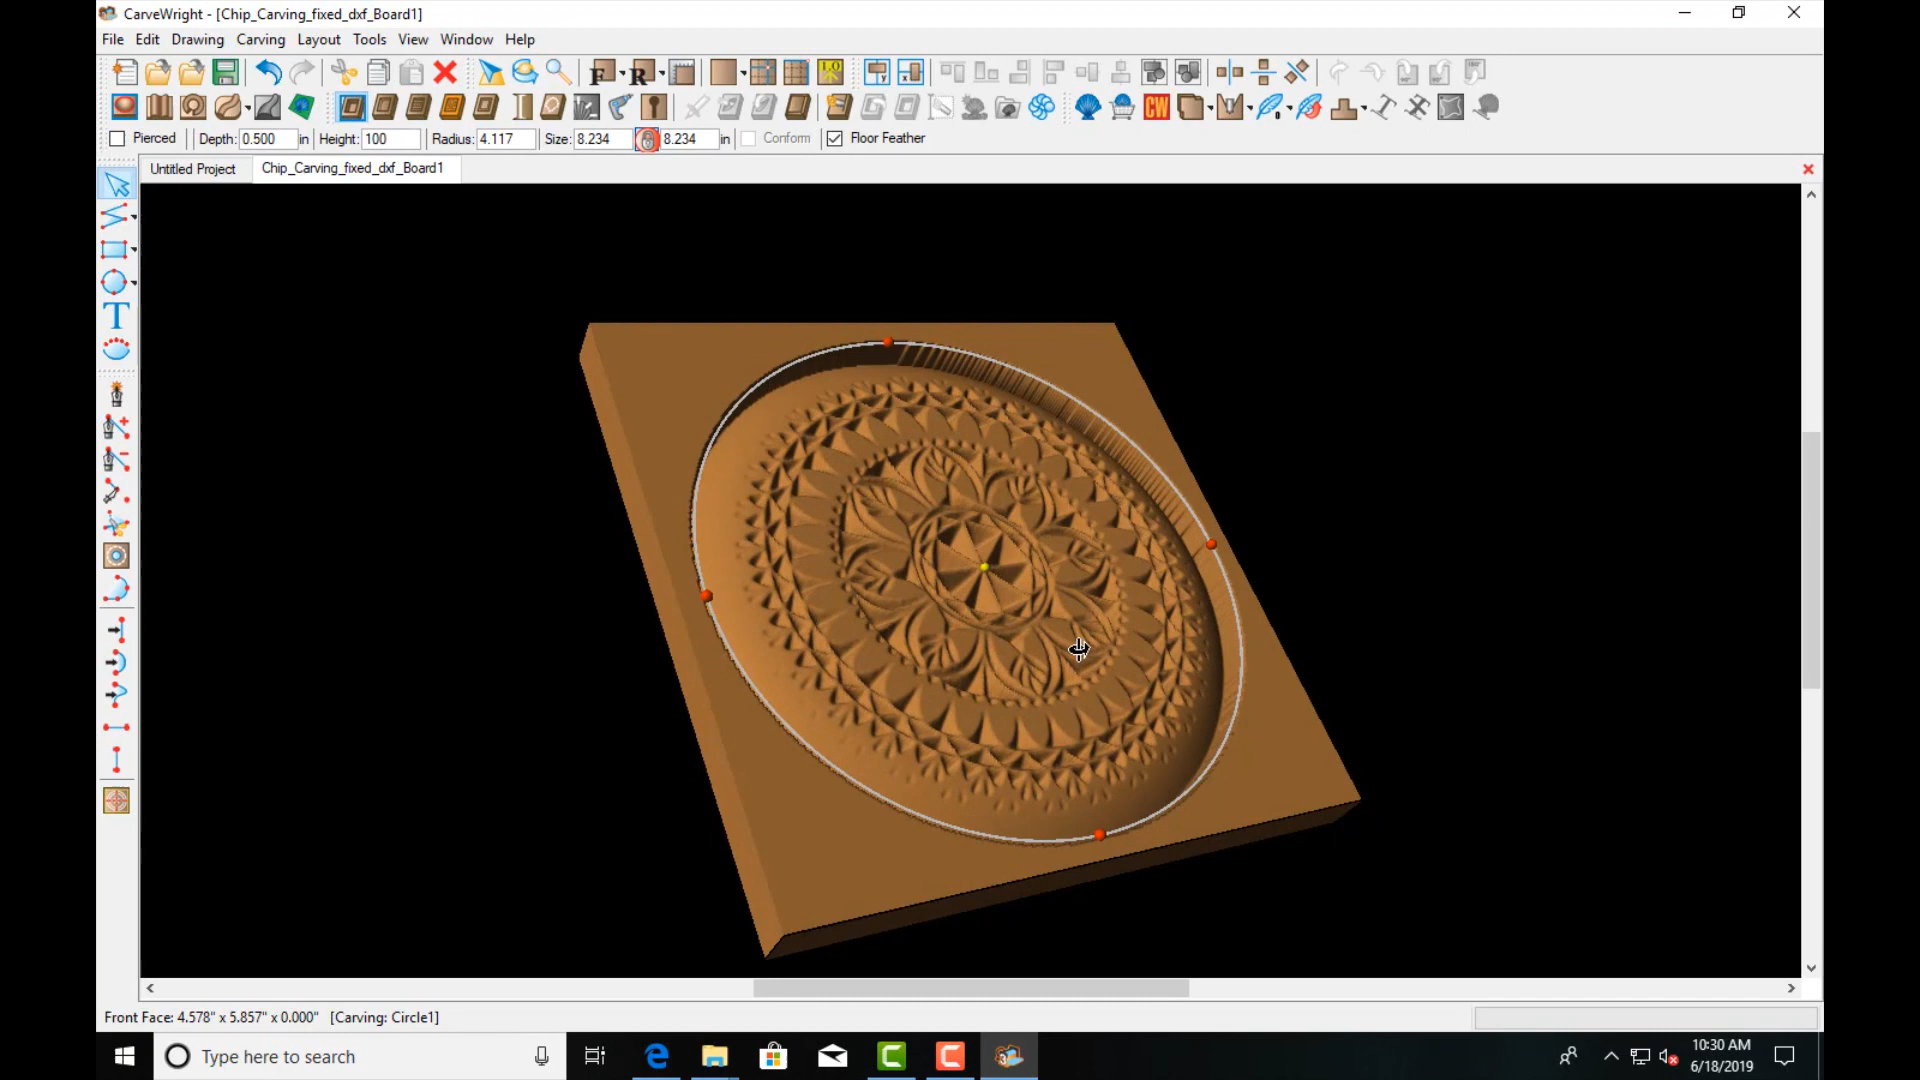 CarveWright - [Chip_Carving_fixed_dxf_Board1]
File Edit Drawing Carving Layout Tools View Window Help
F R 1,0 y x
CW
Pierced Depth: 0.500 in Height: 100 Radius: 4.117 Size: 8.234 8.234 in Conform Floor Feather
Untitled Project Chip_Carving_fixed_dxf_Board1
T
Front Face: 4.578" x 5.857" x 0.000" [Carving: Circle1]
Type here to search
10:30 AM
6/18/2019